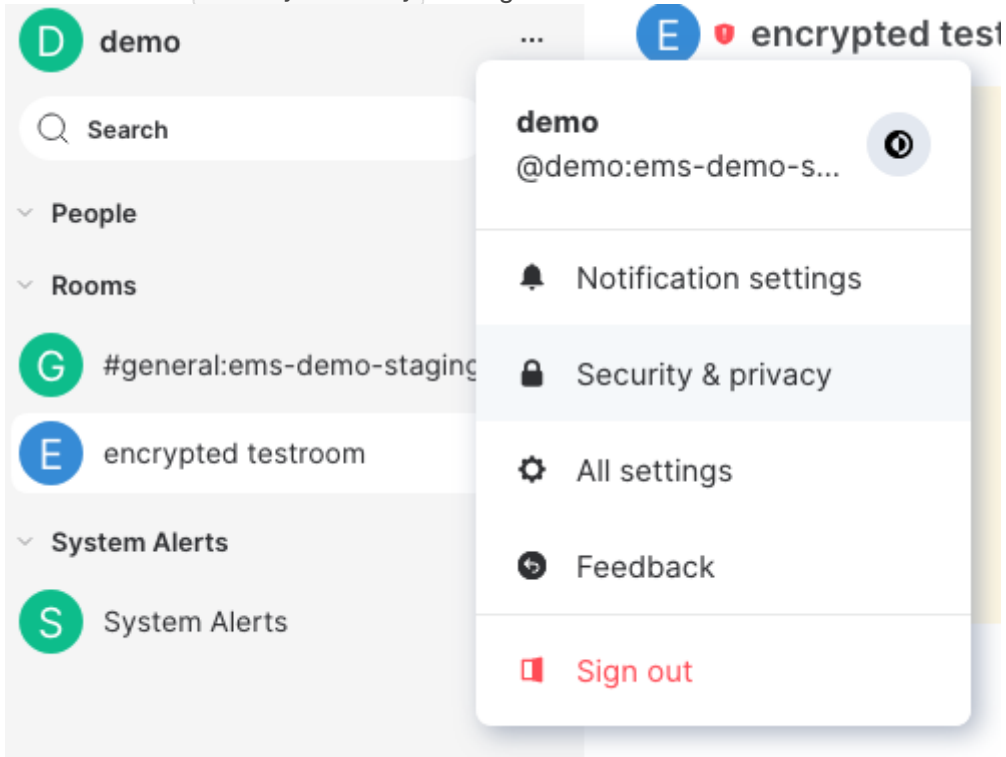 D demo ...
E encrypted test
Search
People
Rooms
G #general:ems-demo-staging
E encrypted testroom
System Alerts
S System Alerts
demo
@demo:ems-demo-s...
Notification settings
Security & privacy
All settings
Feedback
Sign out